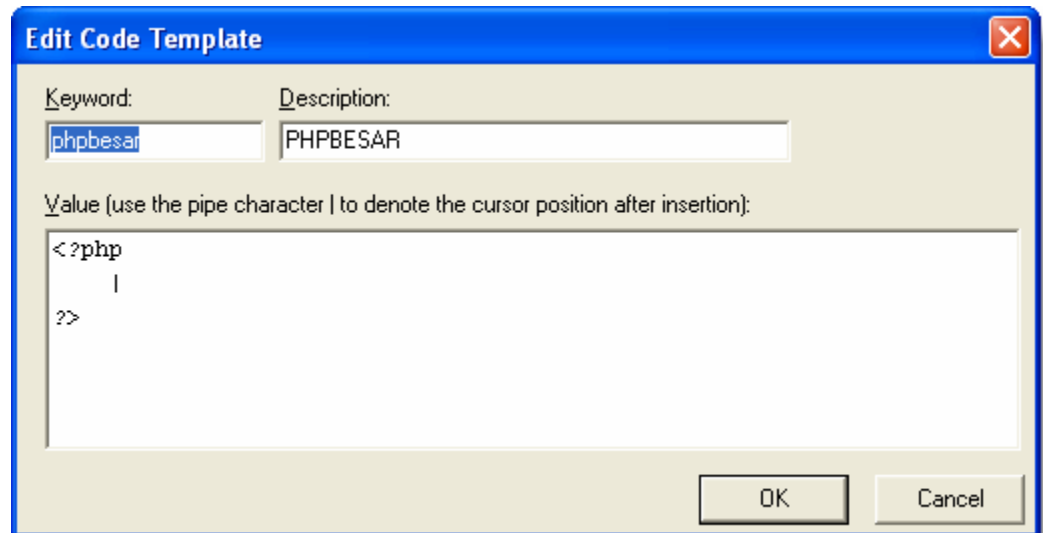 Edit Code Template
Keyword: Description:
phpbesar PHPBESAR
Value (use the pipe character | to denote the cursor position after insertion):
<?php
|
?>
OK Cancel